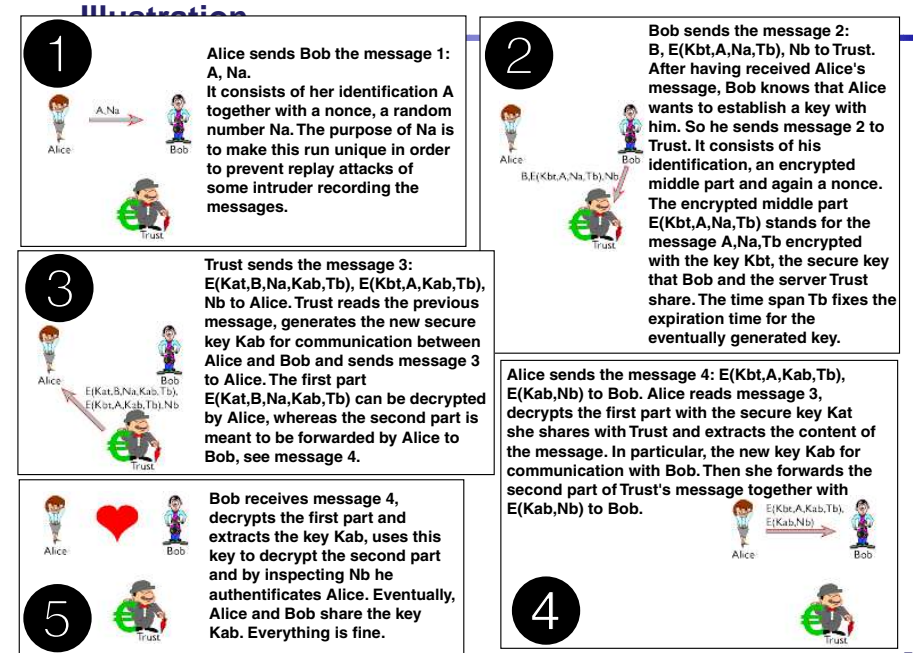 Illustration
1
Alice sends Bob the message 1:
A, Na.
It consists of her identification A
together with a nonce, a random
number Na. The purpose of Na is
to make this run unique in order
to prevent replay attacks of
some intruder recording the
messages.
A,Na
Alice
Bob
Trust
2
Bob sends the message 2:
B, E(Kbt,A,Na,Tb), Nb to Trust.
After having received Alice's
message, Bob knows that Alice
wants to establish a key with
him. So he sends message 2 to
Trust. It consists of his
identification, an encrypted
middle part and again a nonce.
The encrypted middle part
E(Kbt,A,Na,Tb) stands for the
message A,Na,Tb encrypted
with the key Kbt, the secure key
that Bob and the server Trust
share. The time span Tb fixes the
expiration time for the
eventually generated key.
Alice
Bob
B,E(Kbt,A,Na,Tb),Nb
Trust
3
Trust sends the message 3:
E(Kat,B,Na,Kab,Tb), E(Kbt,A,Kab,Tb),
Nb to Alice. Trust reads the previous
message, generates the new secure
key Kab for communication between
Alice and Bob and sends message 3
to Alice. The first part
E(Kat,B,Na,Kab,Tb) can be decrypted
by Alice, whereas the second part is
meant to be forwarded by Alice to
Bob, see message 4.
Alice
Bob
E(Kat,B,Na,Kab,Tb),
E(Kbt,A,Kab,Tb),Nb
Trust
Alice sends the message 4: E(Kbt,A,Kab,Tb),
E(Kab,Nb) to Bob. Alice reads message 3,
decrypts the first part with the secure key Kat
she shares with Trust and extracts the content of
the message. In particular, the new key Kab for
communication with Bob. Then she forwards the
second part of Trust's message together with
E(Kab,Nb) to Bob.
E(Kbt,A,Kab,Tb),
E(Kab,Nb)
Alice
Bob
4
Trust
Bob receives message 4,
decrypts the first part and
extracts the key Kab, uses this
key to decrypt the second part
and by inspecting Nb he
authentificates Alice. Eventually,
Alice and Bob share the key
Kab. Everything is fine.
Alice
Bob
5
Trust